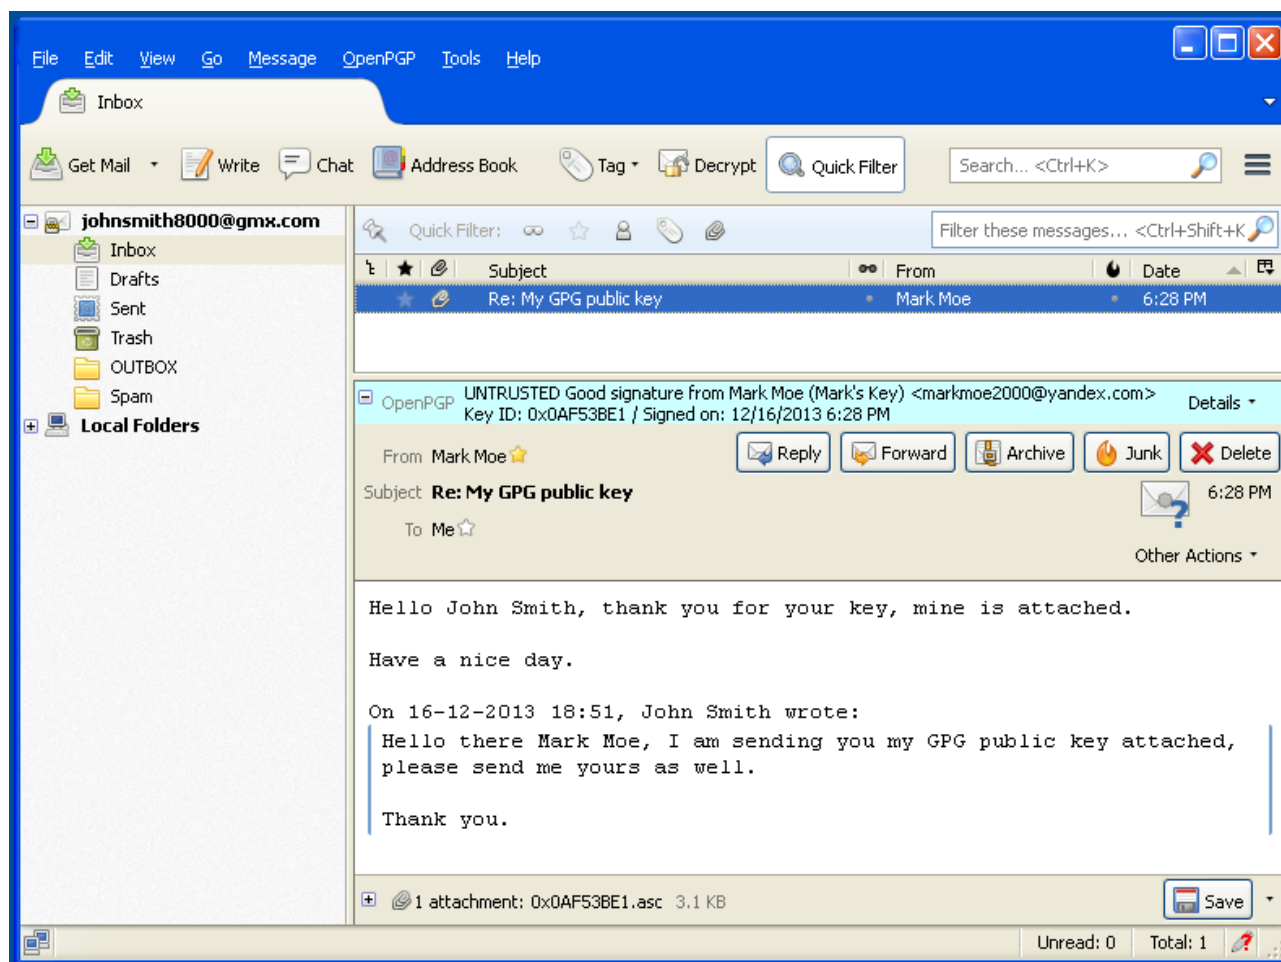 File Edit View Go Message OpenPGP Tools Help
Inbox
Get Mail Write Chat Address Book Tag Decrypt Quick Filter Search... <Ctrl+K>
johnsmith8000@gmx.com
Inbox
Drafts
Sent
Trash
OUTBOX
Spam
Local Folders
Quick Filter: Filter these messages... <Ctrl+Shift+K
Subject From Date
Re: My GPG public key Mark Moe 6:28 PM
OpenPGP UNTRUSTED Good signature from Mark Moe (Mark's Key) <markmoe2000@yandex.com>
Key ID: 0x0AF53BE1 / Signed on: 12/16/2013 6:28 PM
Details
From Mark Moe Reply Forward Archive Junk Delete
Subject Re: My GPG public key 6:28 PM
To Me
Other Actions
Hello John Smith, thank you for your key, mine is attached.
Have a nice day.
On 16-12-2013 18:51, John Smith wrote:
Hello there Mark Moe, I am sending you my GPG public key attached,
please send me yours as well.
Thank you.
1 attachment: 0x0AF53BE1.asc 3.1 KB Save
Unread: 0 Total: 1